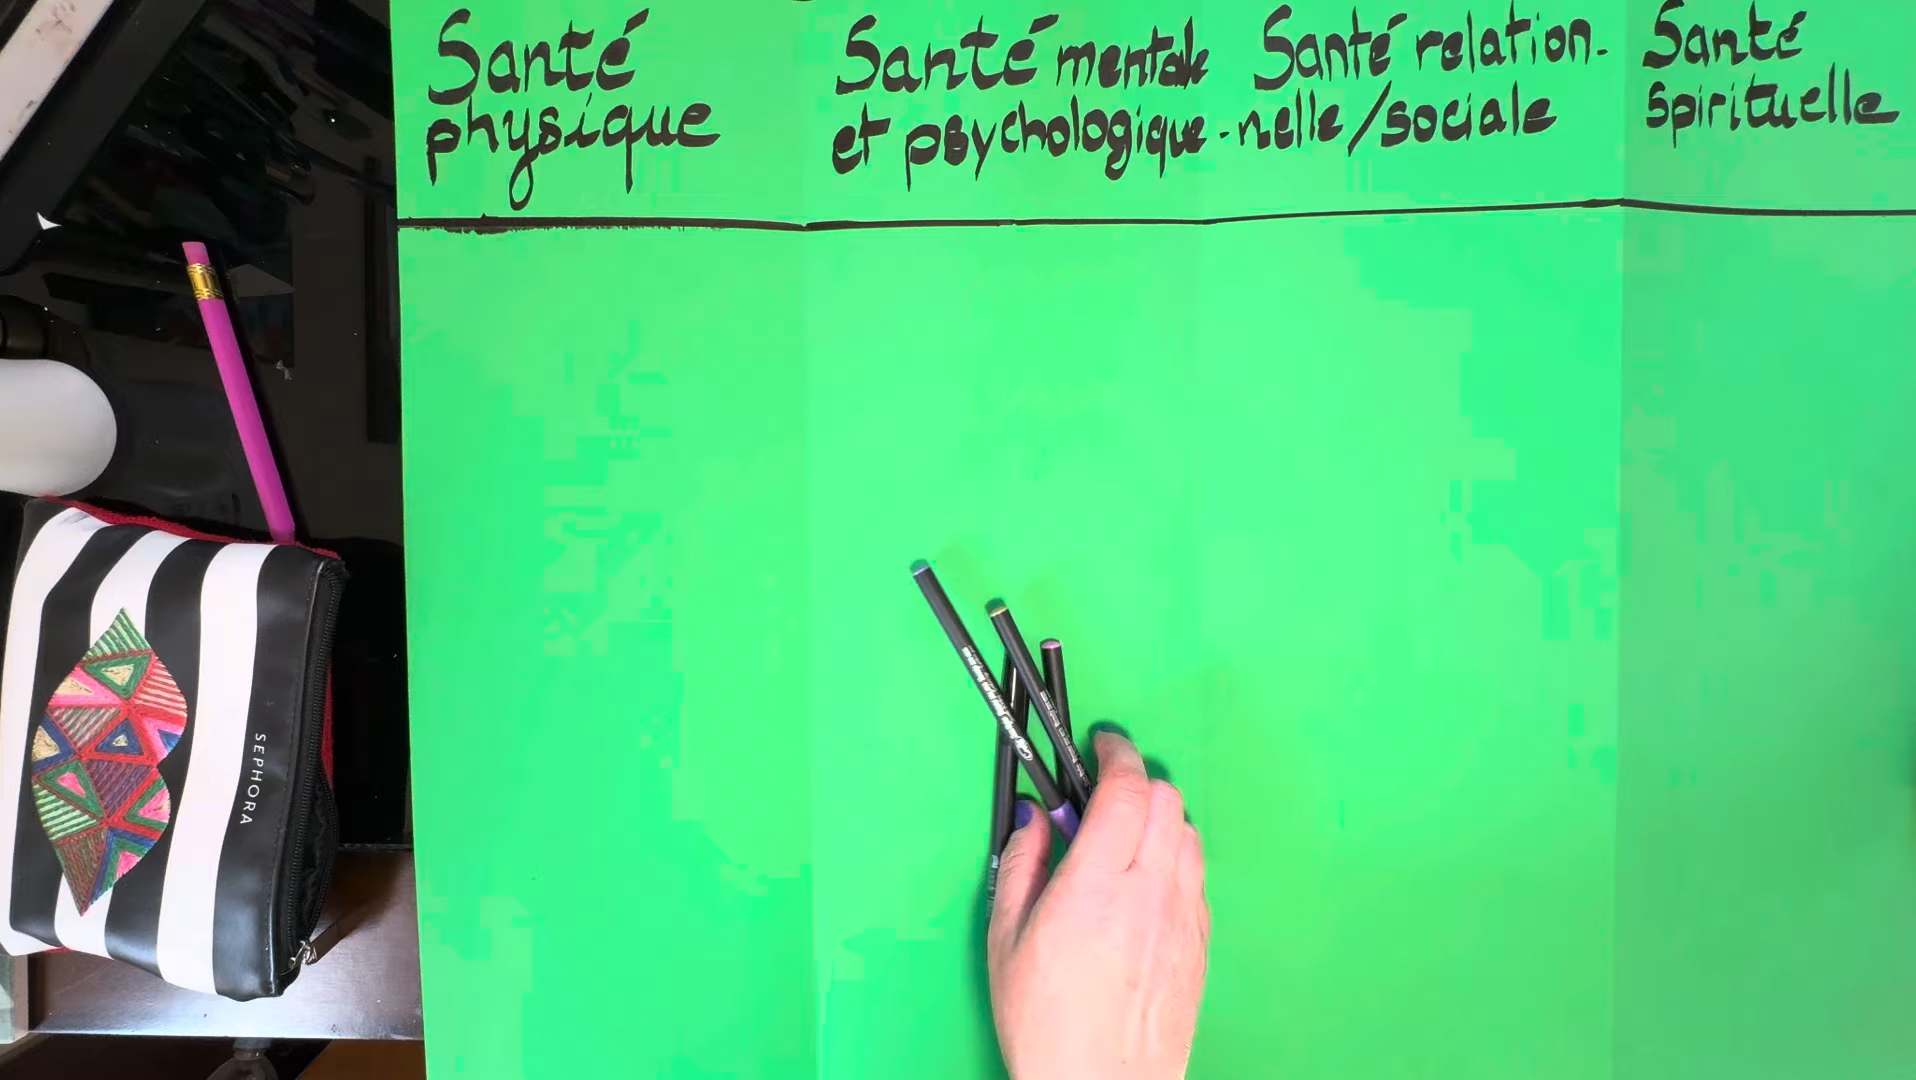 Santé
physique
Santé mentale
et psychologique
Santé relation-
-nelle/sociale
Santé
spirituelle
SEPHORA